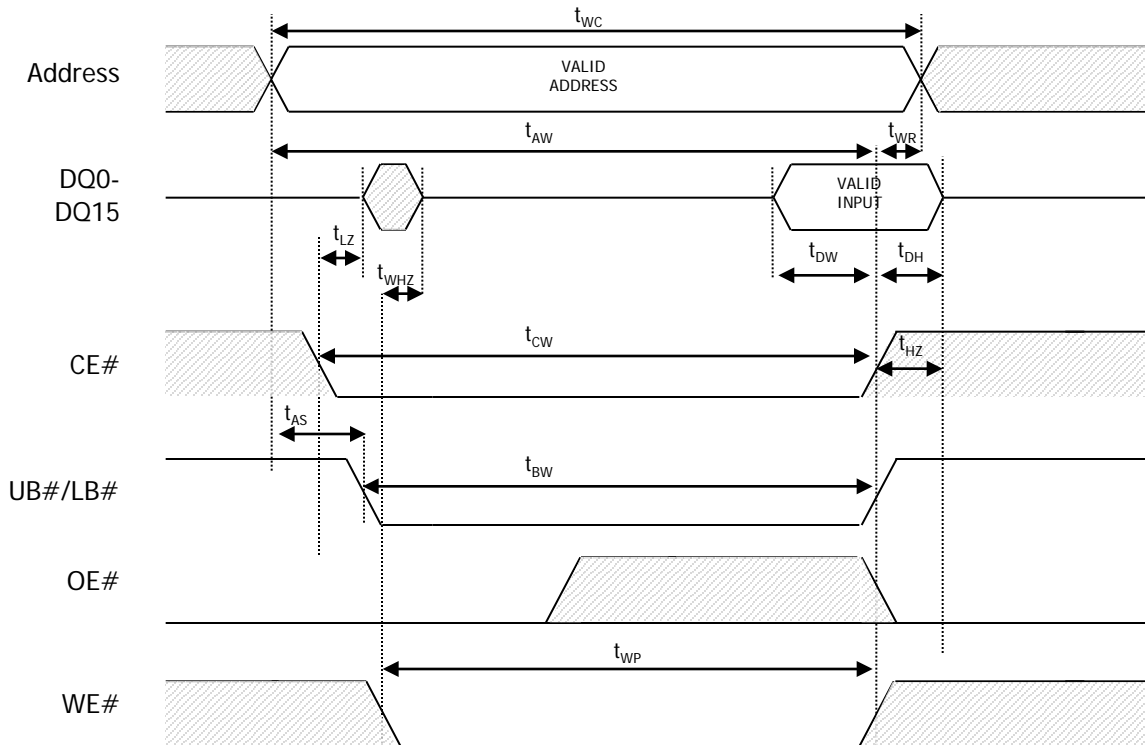 tWC
Address
VALID
ADDRESS
tAW
tWR
DQ0-
DQ15
VALID
INPUT
tLZ
tWHZ
tDW
tDH
CE#
tCW
tHZ
tAS
UB#/LB#
tBW
OE#
tWP
WE#